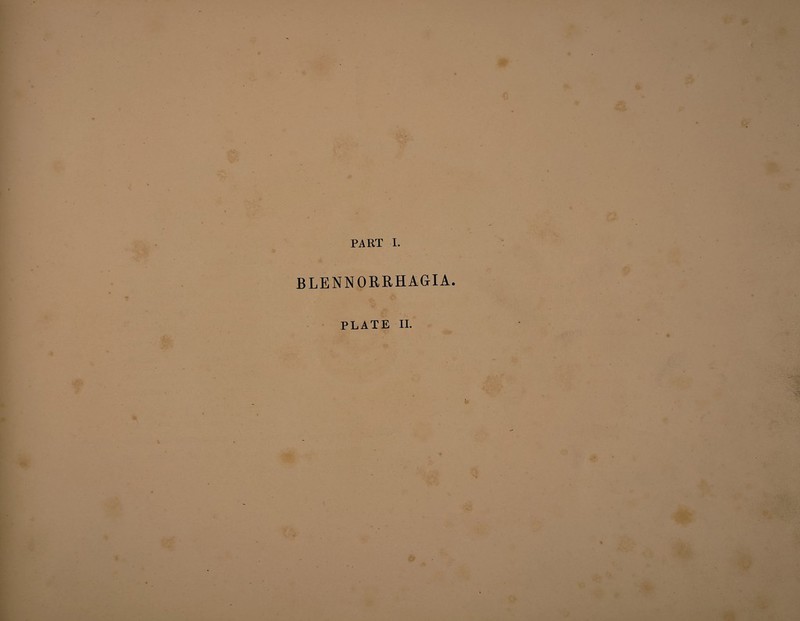 PART I.
BLENNORRHAGIA.
PLATE II.